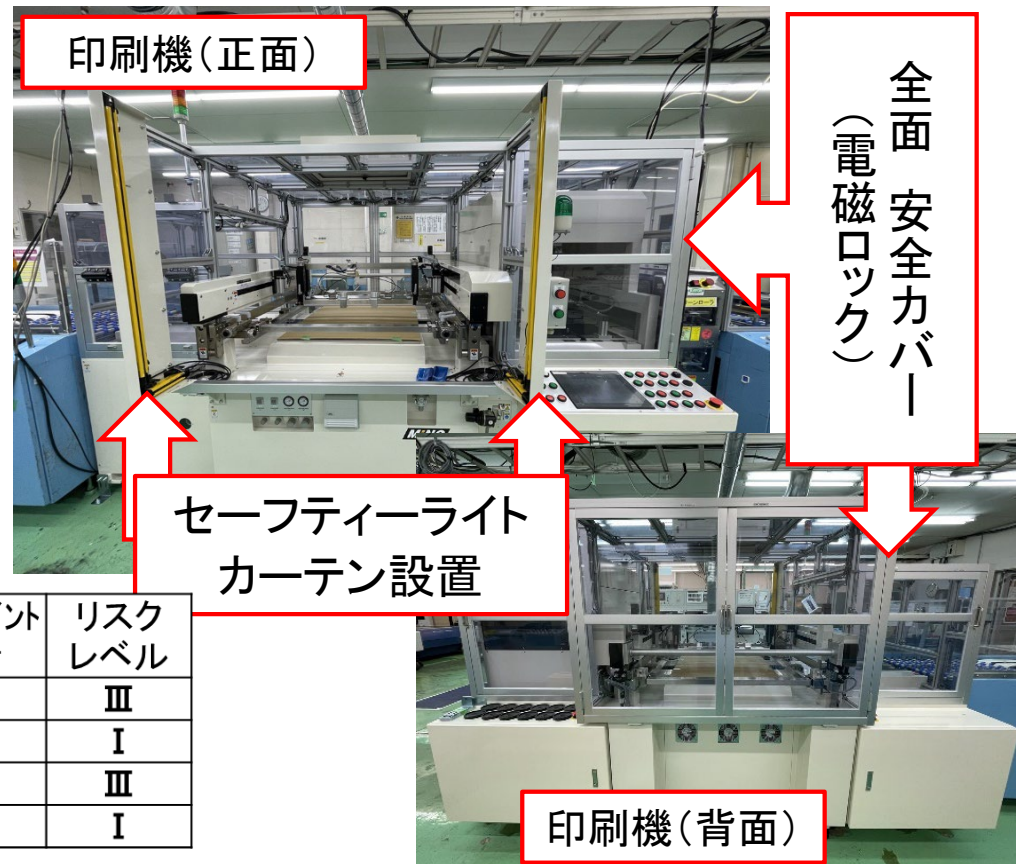 印刷機(正面)
全面 安全カバー
(電磁ロック)
セーフティーライト
カーテン設置
リスク
レベル
Ⅲ
Ⅰ
Ⅲ
Ⅰ
印刷機(背面)